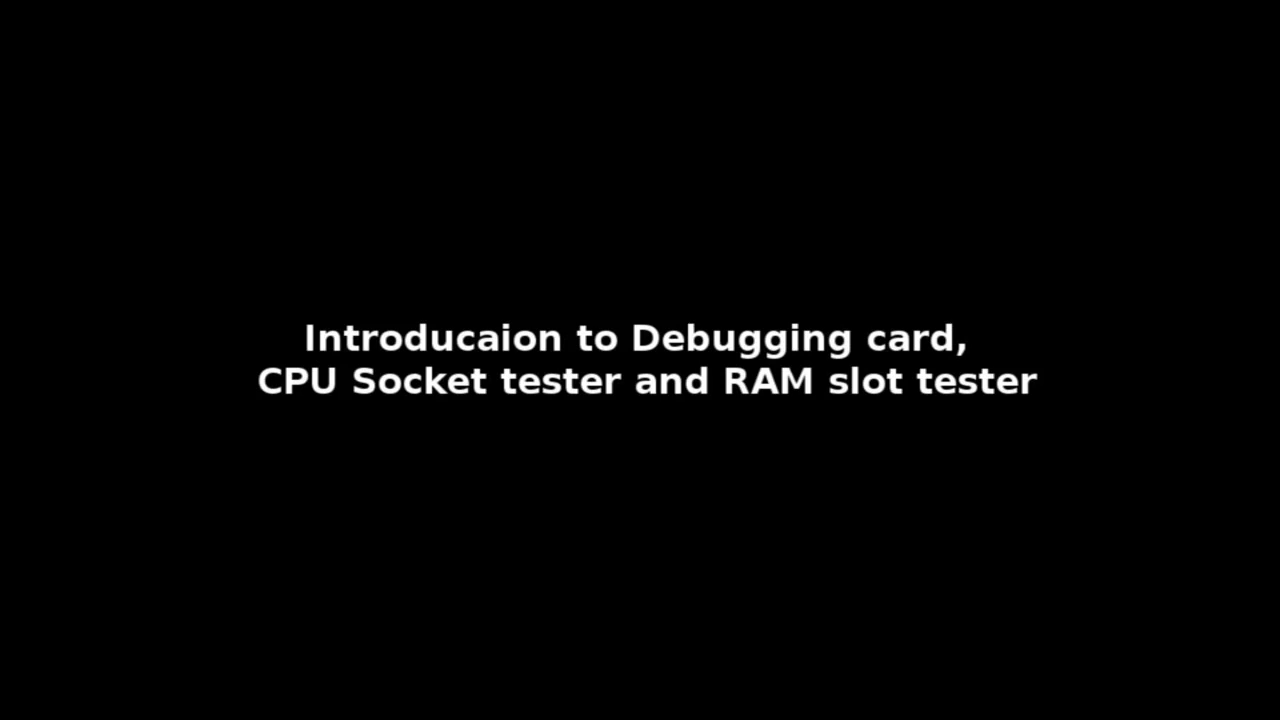 Introducaion to Debugging card,
CPU Socket tester and RAM slot tester